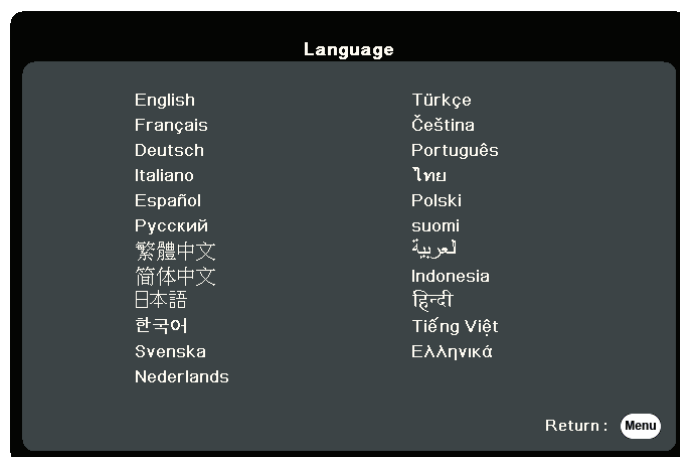 Language
English
Français
Deutsch
Italiano
Español
Русский
繁體中文
简体中文
日本語
한국어
Svenska
Nederlands
Türkçe
Čeština
Português
ไทย
Polski
suomi
لعربية
Indonesia
हिन्दी
Tiếng Việt
Ελληνικά
Return: Menu